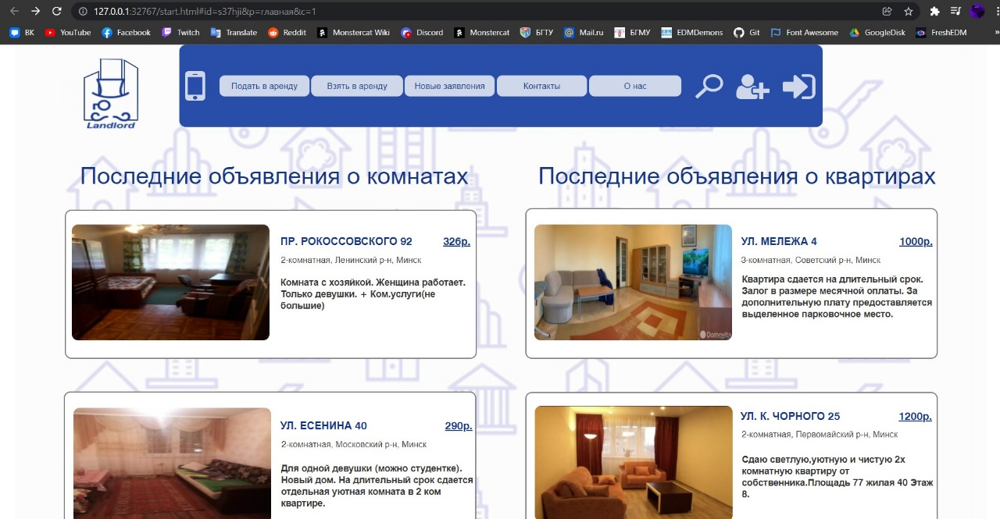 127.0.0.1:32767/start.html#id=s37hji&p=главная&c=1
ВК YouTube Facebook Twitch Translate Reddit Monstercat Wiki Discord Monstercat БГТУ Mail.ru БГМУ EDMDemons Git Font Awesome GoogleDisk FreshEDM »
Landlord
Подать в аренду Взять в аренду Новые заявления Контакты О нас
Последние объявления о комнатах
ПР. РОКОССОВСКОГО 92 326р.
2-комнатная, Ленинский р-н, Минск
Комната с хозяйкой. Женщина работает.
Только девушки. + Ком.услуги(не
большие)
УЛ. ЕСЕНИНА 40 290р.
2-комнатная, Московский р-н, Минск
Для одной девушки (можно студентке).
Новый дом. На длительный срок сдается
отдельная уютная комната в 2 ком
квартире.
Последние объявления о квартирах
УЛ. МЕЛЕЖА 4 1000р.
3-комнатная, Советский р-н, Минск
Квартира сдается на длительный срок.
Залог в размере месячной оплаты. За
дополнительную плату предоставляется
выделенное парковочное место.
Domovita
УЛ. К. ЧОРНОГО 25 1200р.
2-комнатная, Первомайский р-н, Минск
Сдаю светлую,уютную и чистую 2х
комнатную квартиру от
собственника.Площадь 77 жилая 40 Этаж
8.